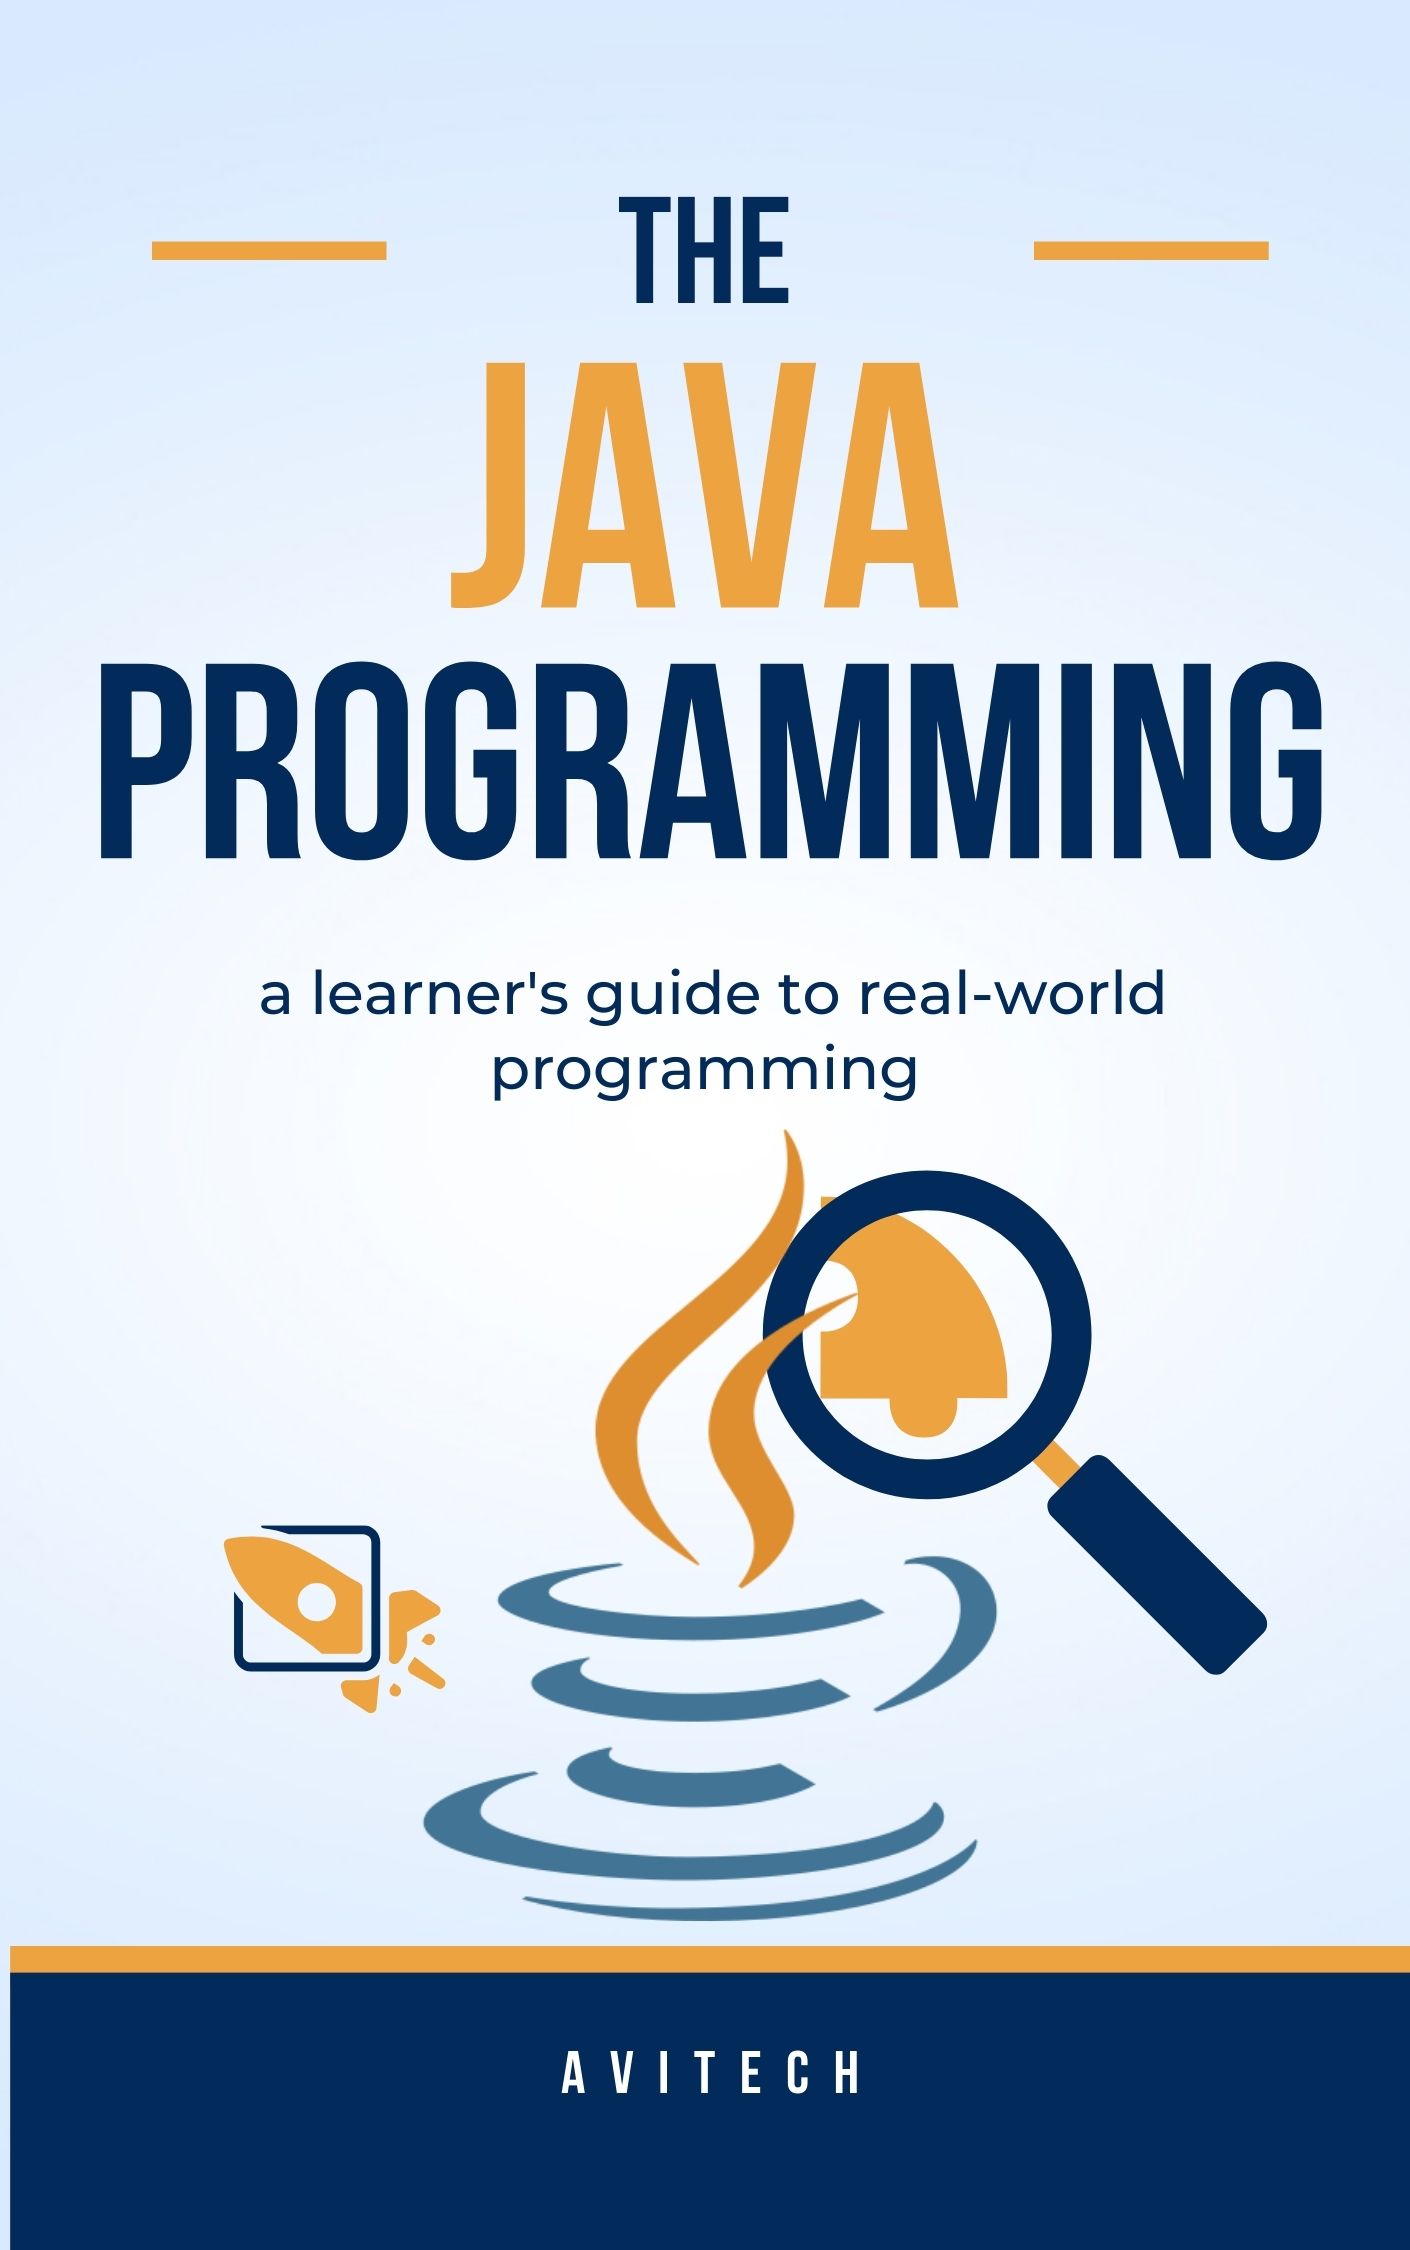 THE
JAVA
PROGRAMMING
a learner's guide to real-world
programming
AVITECH